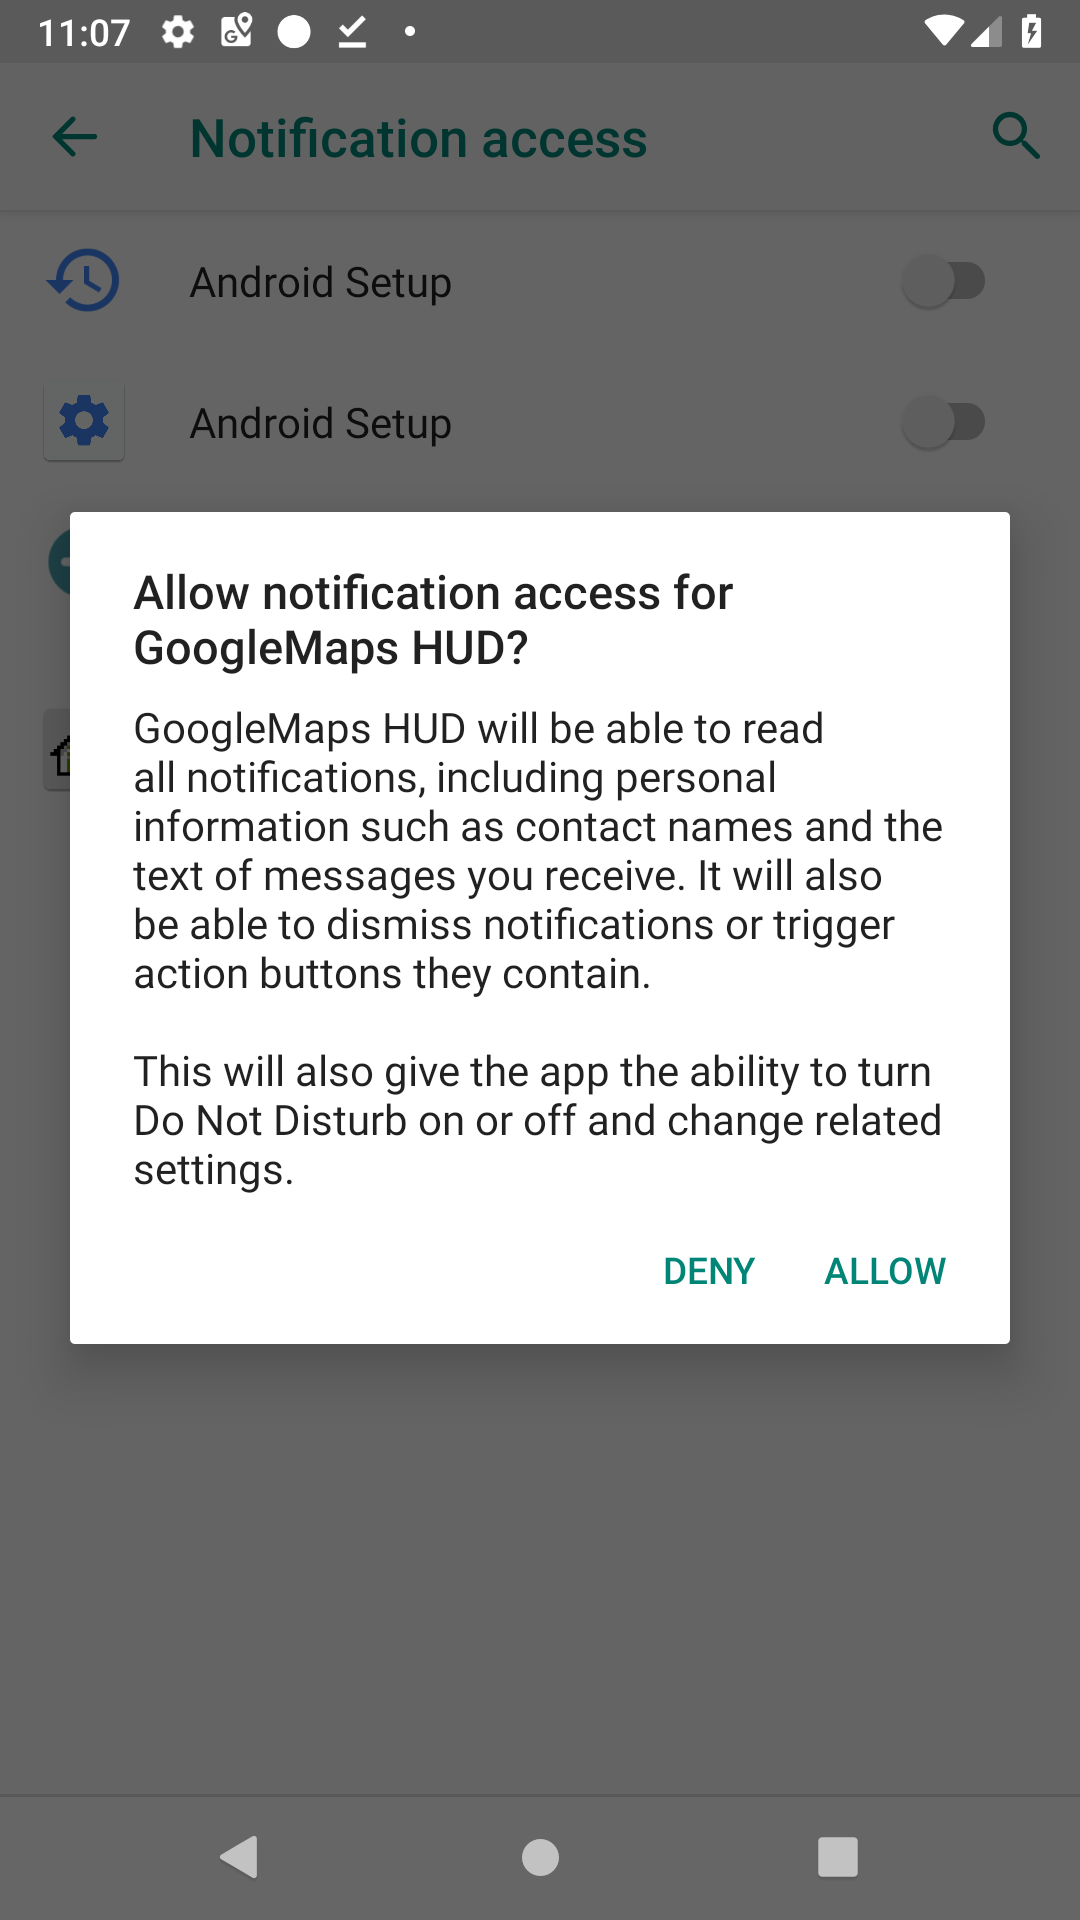 11:07
Notification access
Android Setup
Android Setup
Allow notification access for
GoogleMaps HUD?
GoogleMaps HUD will be able to read
all notifications, including personal
information such as contact names and the
text of messages you receive. It will also
be able to dismiss notifications or trigger
action buttons they contain.
This will also give the app the ability to turn
Do Not Disturb on or off and change related
settings.
DENY ALLOW